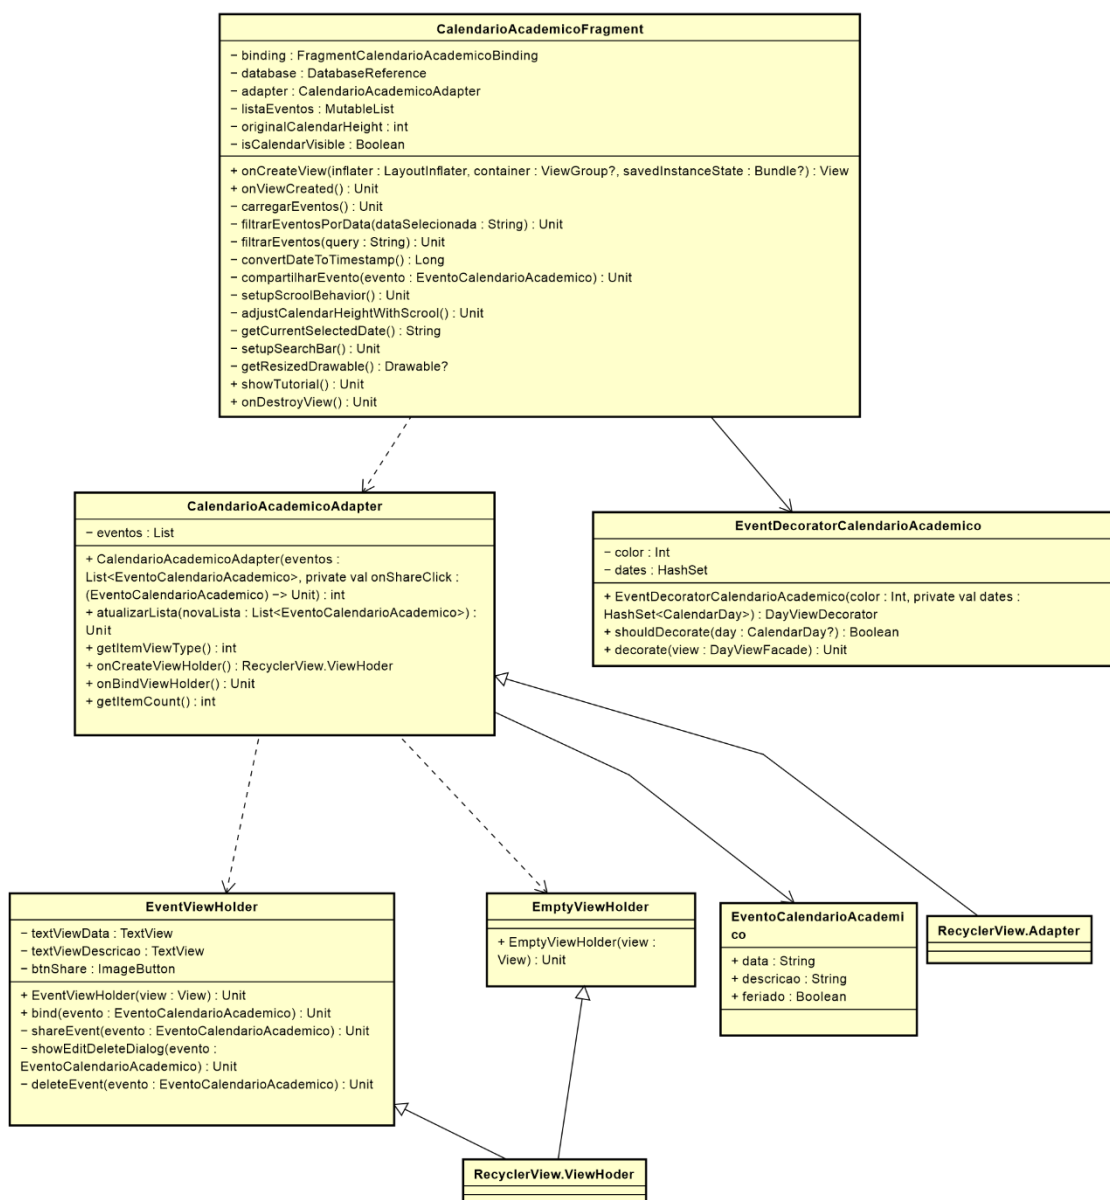 CalendarioAcademicoFragment
− binding : FragmentCalendarioAcademicoBinding
− database : DatabaseReference
− adapter : CalendarioAcademicoAdapter
− listaEventos : MutableList
− originalCalendarHeight : int
− isCalendarVisible : Boolean
+ onCreateView(inflater : LayoutInflater, container : ViewGroup?, savedInstanceState : Bundle?) : View
+ onViewCreated() : Unit
− carregarEventos() : Unit
− filtrarEventosPorData(dataSelecionada : String) : Unit
− filtrarEventos(query : String) : Unit
− convertDateToTimestamp() : Long
− compartilharEvento(evento : EventoCalendarioAcademico) : Unit
− setupScroolBehavior() : Unit
− adjustCalendarHeightWithScrool() : Unit
− getCurrentSelectedDate() : String
− setupSearchBar() : Unit
− getResizedDrawable() : Drawable?
+ showTutorial() : Unit
+ onDestroyView() : Unit
CalendarioAcademicoAdapter
− eventos : List
+ CalendarioAcademicoAdapter(eventos :
List<EventoCalendarioAcademico>, private val onShareClick :
(EventoCalendarioAcademico) −> Unit) : int
+ atualizarLista(novaLista : List<EventoCalendarioAcademico>) :
Unit
+ getItemViewType() : int
+ onCreateViewHolder() : RecyclerView.ViewHoder
+ onBindViewHolder() : Unit
+ getItemCount() : int
EventDecoratorCalendarioAcademico
− color : Int
− dates : HashSet
+ EventDecoratorCalendarioAcademico(color : Int, private val dates :
HashSet<CalendarDay>) : DayViewDecorator
+ shouldDecorate(day : CalendarDay?) : Boolean
+ decorate(view : DayViewFacade) : Unit
EventViewHolder
− textViewData : TextView
− textViewDescricao : TextView
− btnShare : ImageButton
+ EventViewHolder(view : View) : Unit
+ bind(evento : EventoCalendarioAcademico) : Unit
− shareEvent(evento : EventoCalendarioAcademico) : Unit
− showEditDeleteDialog(evento :
EventoCalendarioAcademico) : Unit
− deleteEvent(evento : EventoCalendarioAcademico) : Unit
EmptyViewHolder
+ EmptyViewHolder(view :
View) : Unit
EventoCalendarioAcademi
co
+ data : String
+ descricao : String
+ feriado : Boolean
RecyclerView.Adapter
RecyclerView.ViewHoder